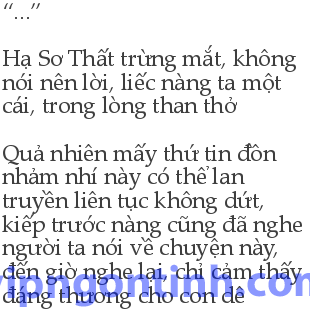 “...”
Hạ Sơ Thất trừng mắt, không
nói nên lời, liếc nàng ta một
cái, trong lòng than thở
Quả nhiên mấy thứ tin đồn
nhảm nhí này có thể lan
truyền liên tục không dứt,
kiếp trước nàng cũng đã nghe
người ta nói về chuyện này,
đến giờ nghe lại, chỉ cảm thấy
đáng thương cho con dê
vipngontinh.com